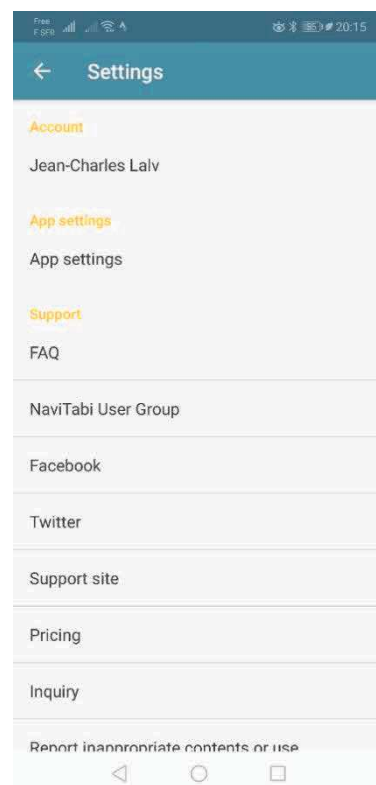 Free
F SFR
20:15
Settings
Account
Jean-Charles Lalv
App settings
App settings
Support
FAQ
NaviTabi User Group
Facebook
Twitter
Support site
Pricing
Inquiry
Report inappropriate contents or use